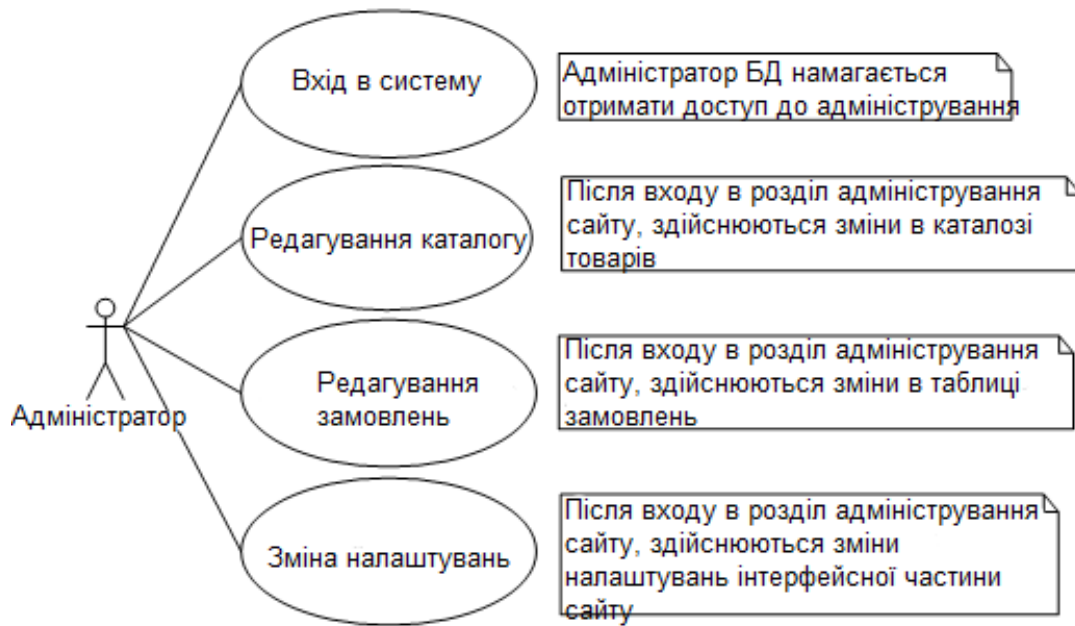 Вхід в систему
Адміністратор БД намагається
отримати доступ до адміністрування
Редагування каталогу
Після входу в розділ адміністрування
сайту, здійснюються зміни в каталозі
товарів
Адміністратор
Редагування
замовлень
Після входу в розділ адміністрування
сайту, здійснюються зміни в таблиці
замовлень
Зміна налаштувань
Після входу в розділ адміністрування
сайту, здійснюються зміни
налаштувань інтерфейсної частини
сайту